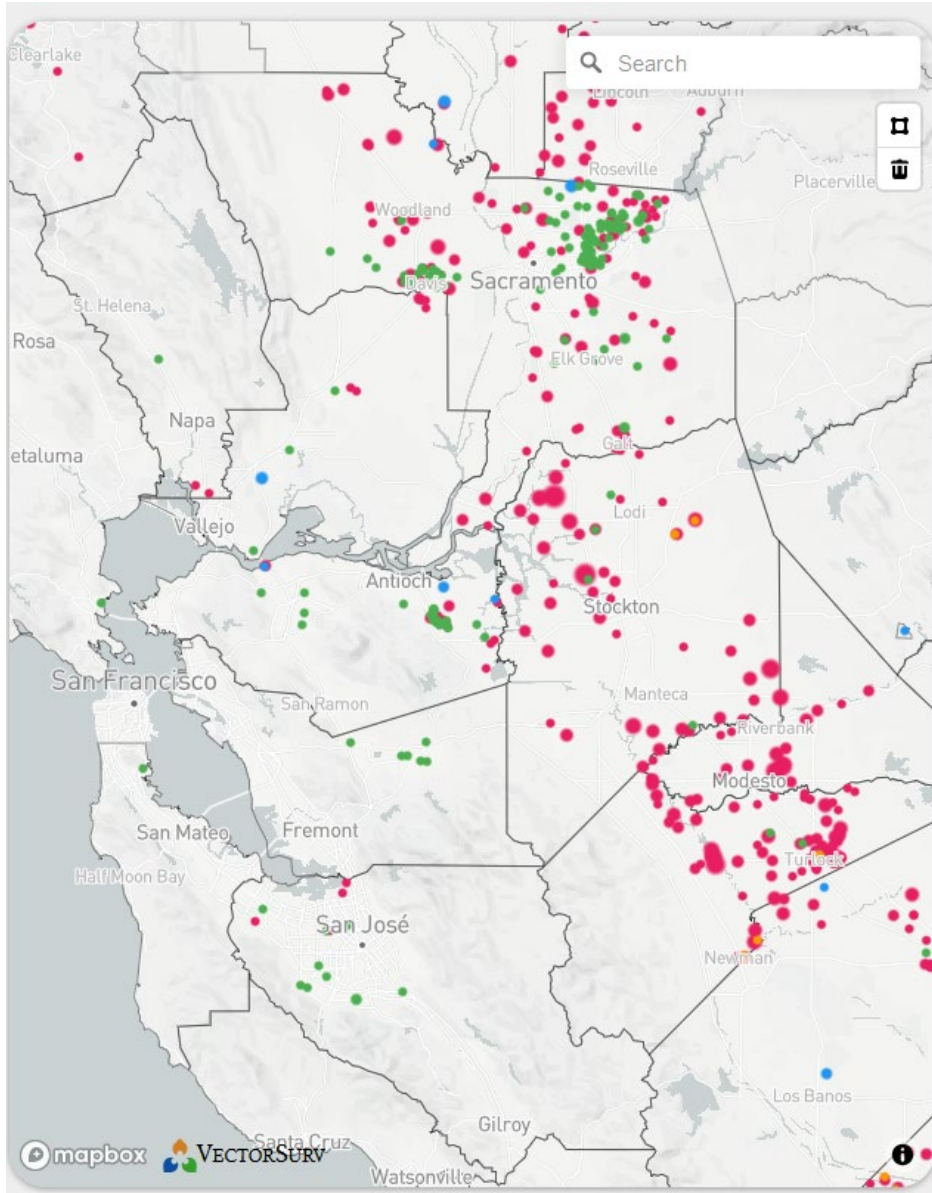 Clearlake
Search
Lincoln
Auburn
Roseville
Placerville
Woodland
Davis
Sacramento
St. Helena
Rosa
Elk Grove
Napa
etaluma
Galt
Lodi
Vallejo
Antioch
Stockton
San Francisco
San Ramon
Manteca
Riverbank
Modesto
San Mateo
Fremont
Turlock
Half Moon Bay
San José
Newman
Los Banos
Gilroy
Santa Cruz
mapbox
VECTORSURV
Watsonville